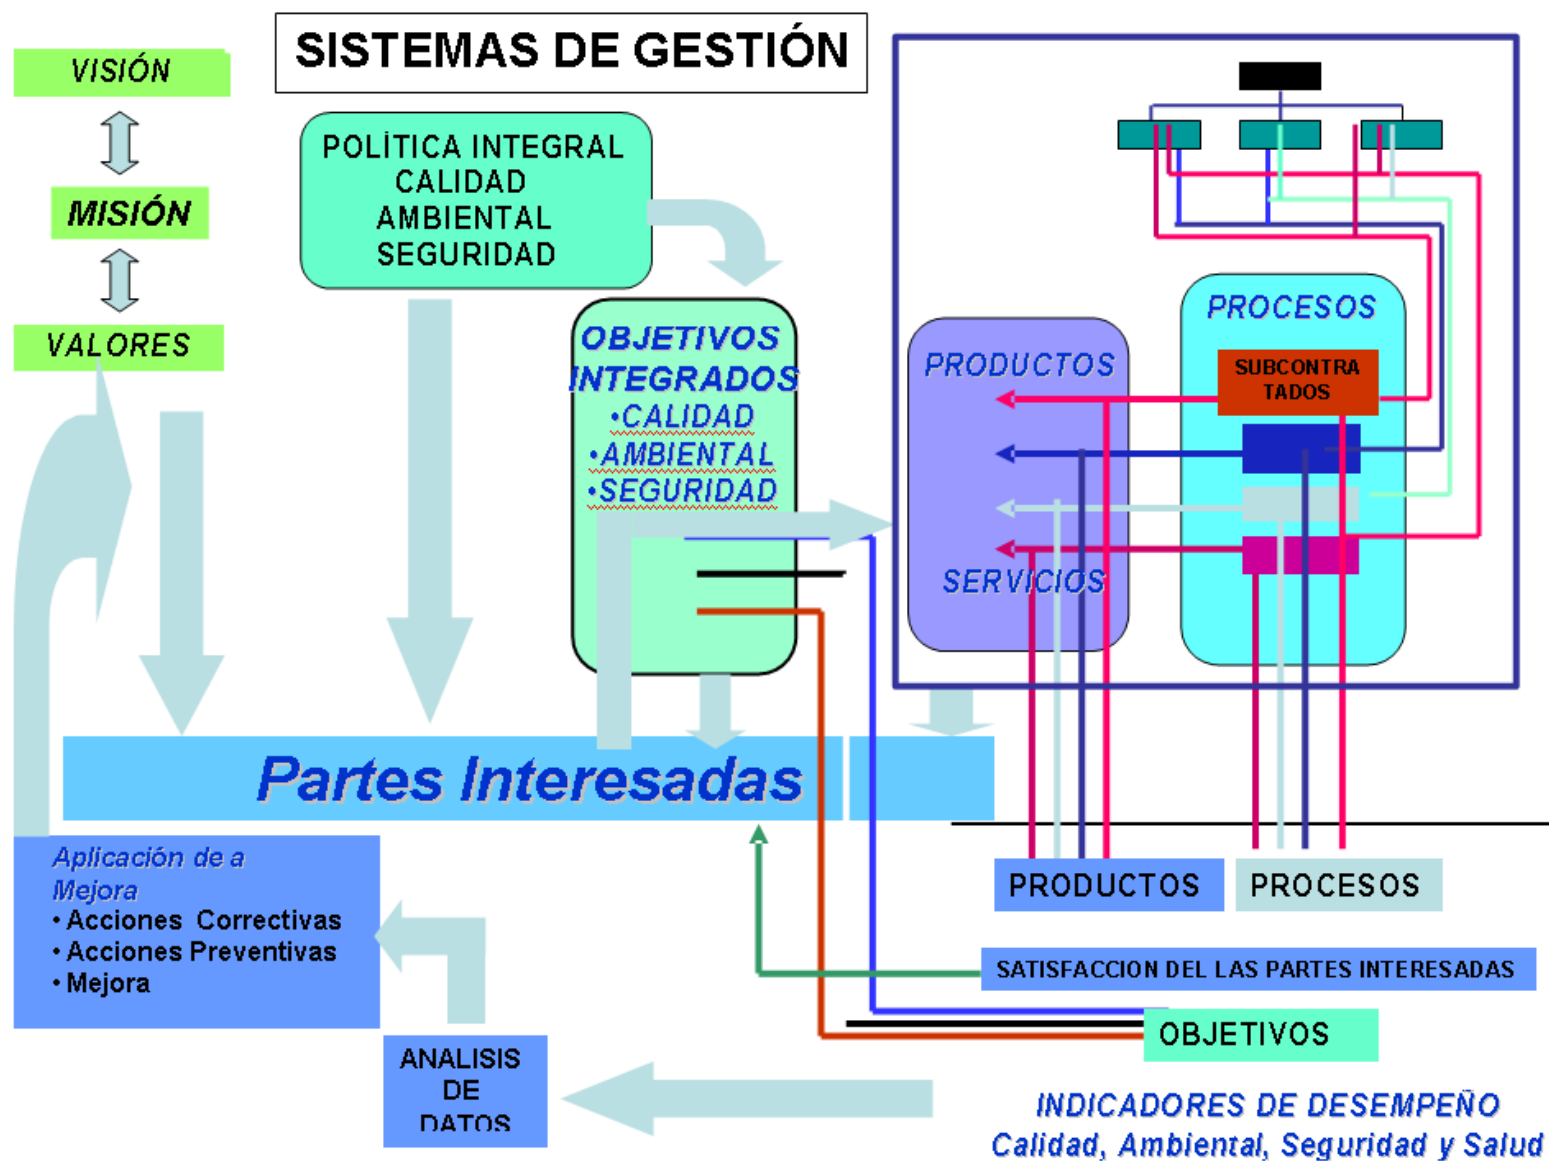 SISTEMAS DE GESTIÓN
VISIÓN
MISIÓN
VALORES
POLÍTICA INTEGRAL
CALIDAD
AMBIENTAL
SEGURIDAD
OBJETIVOS
INTEGRADOS
•CALIDAD
•AMBIENTAL
•SEGURIDAD
PRODUCTOS
SERVICIOS
PROCESOS
SUBCONTRA
TADOS
Partes Interesadas
Aplicación de a
Mejora
• Acciones Correctivas
• Acciones Preventivas
• Mejora
ANALISIS
DE
DATOS
PRODUCTOS
PROCESOS
SATISFACCION DEL LAS PARTES INTERESADAS
OBJETIVOS
INDICADORES DE DESEMPEÑO
Calidad, Ambiental, Seguridad y Salud